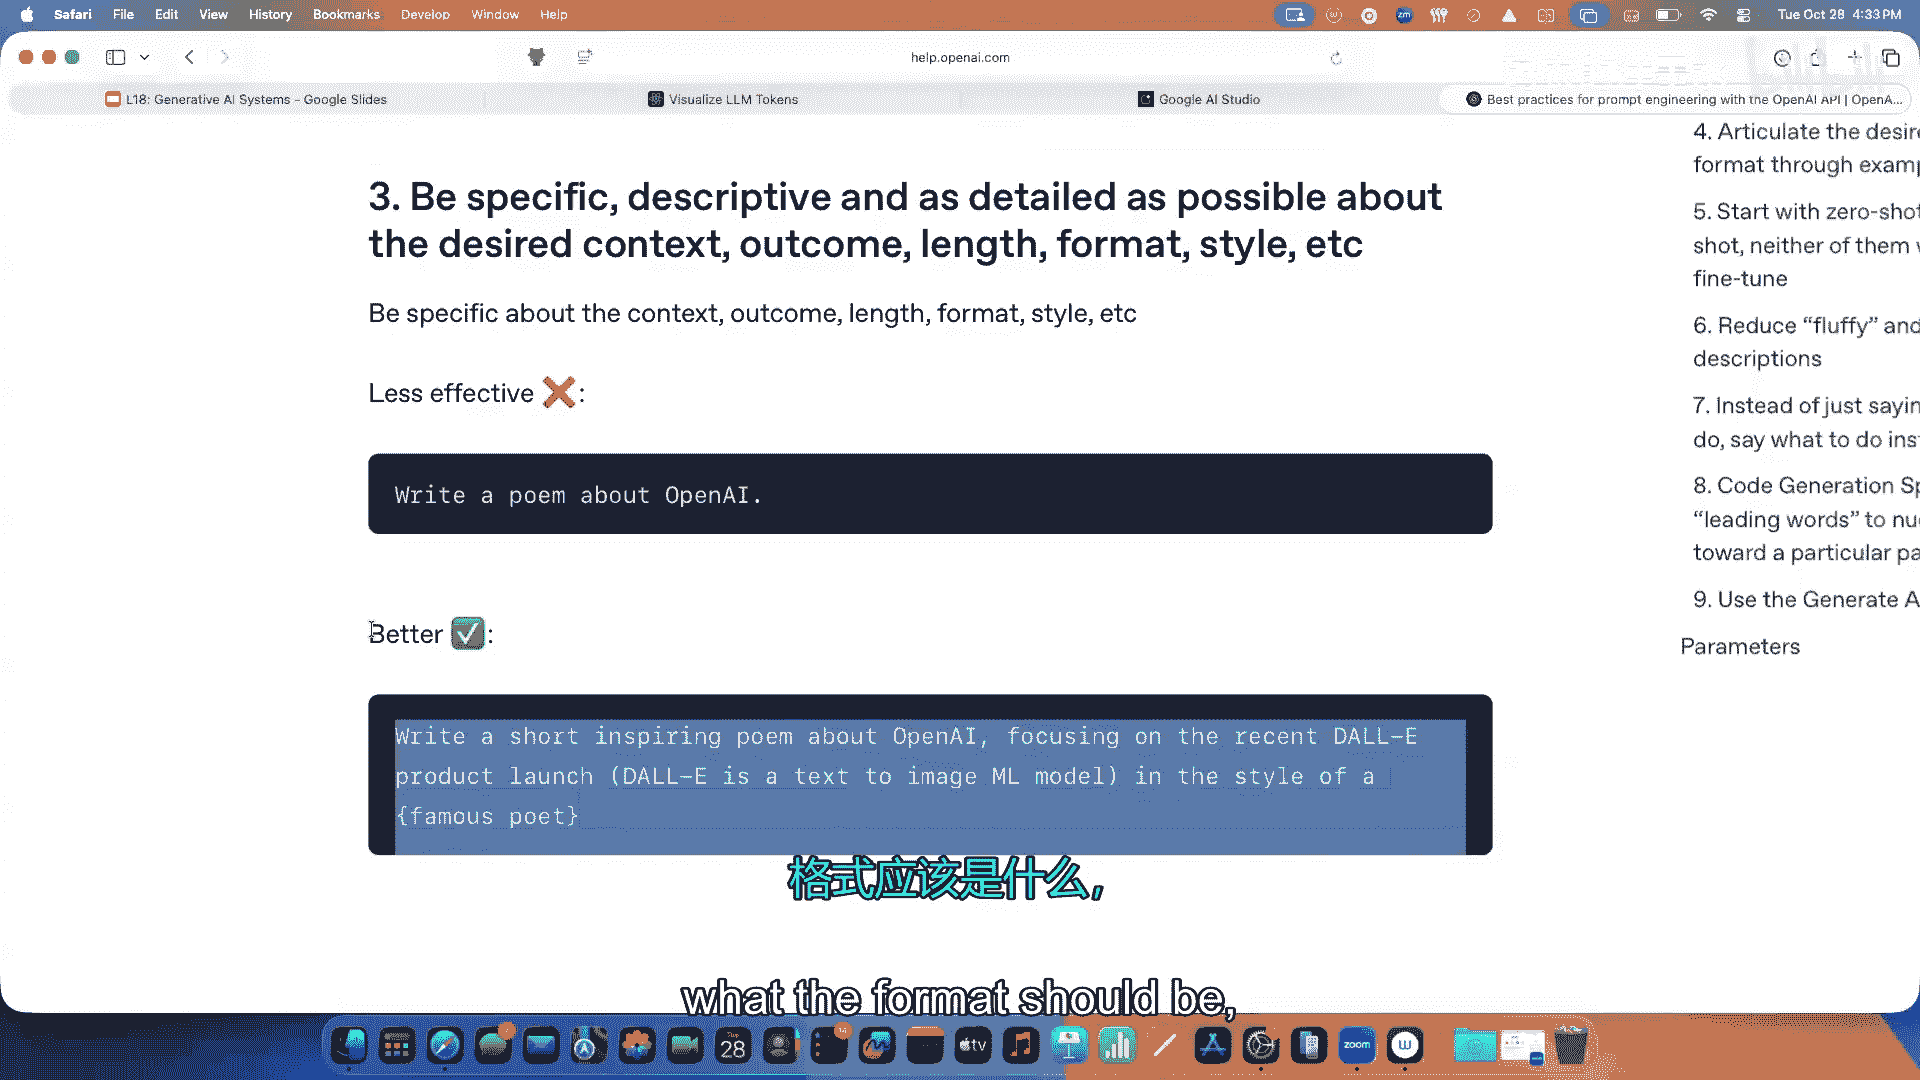 Safari File Edit View History Bookmarks Develop Window Help
Tue Oct 28 4:33 PM
help.openai.com
L18: Generative AI Systems - Google Slides
Visualize LLM Tokens
Google AI Studio
Best practices for prompt engineering with the OpenAI API | OpenA...
3. Be specific, descriptive and as detailed as possible about
the desired context, outcome, length, format, style, etc
Be specific about the context, outcome, length, format, style, etc
Less effective ❌:
Write a poem about OpenAI.
Better ✅:
Write a short inspiring poem about OpenAI, focusing on the recent DALL-E
product launch (DALL-E is a text to image ML model) in the style of a
{famous poet}
4. Articulate the desire
format through examp
5. Start with zero-shot
shot, neither of them w
fine-tune
6. Reduce “fluffy” and
descriptions
7. Instead of just sayin
do, say what to do inst
8. Code Generation Sp
“leading words” to nu
toward a particular pa
9. Use the Generate A
Parameters
格式应该是什么,
what the format should be,
28
tv
zoom